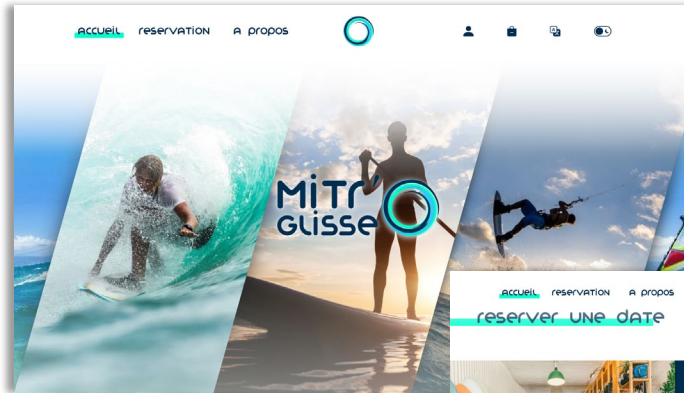 ACCUEIL reservation A propos
MiTr'O
GLisse
ACCUEIL reservation A propos
reserver une date